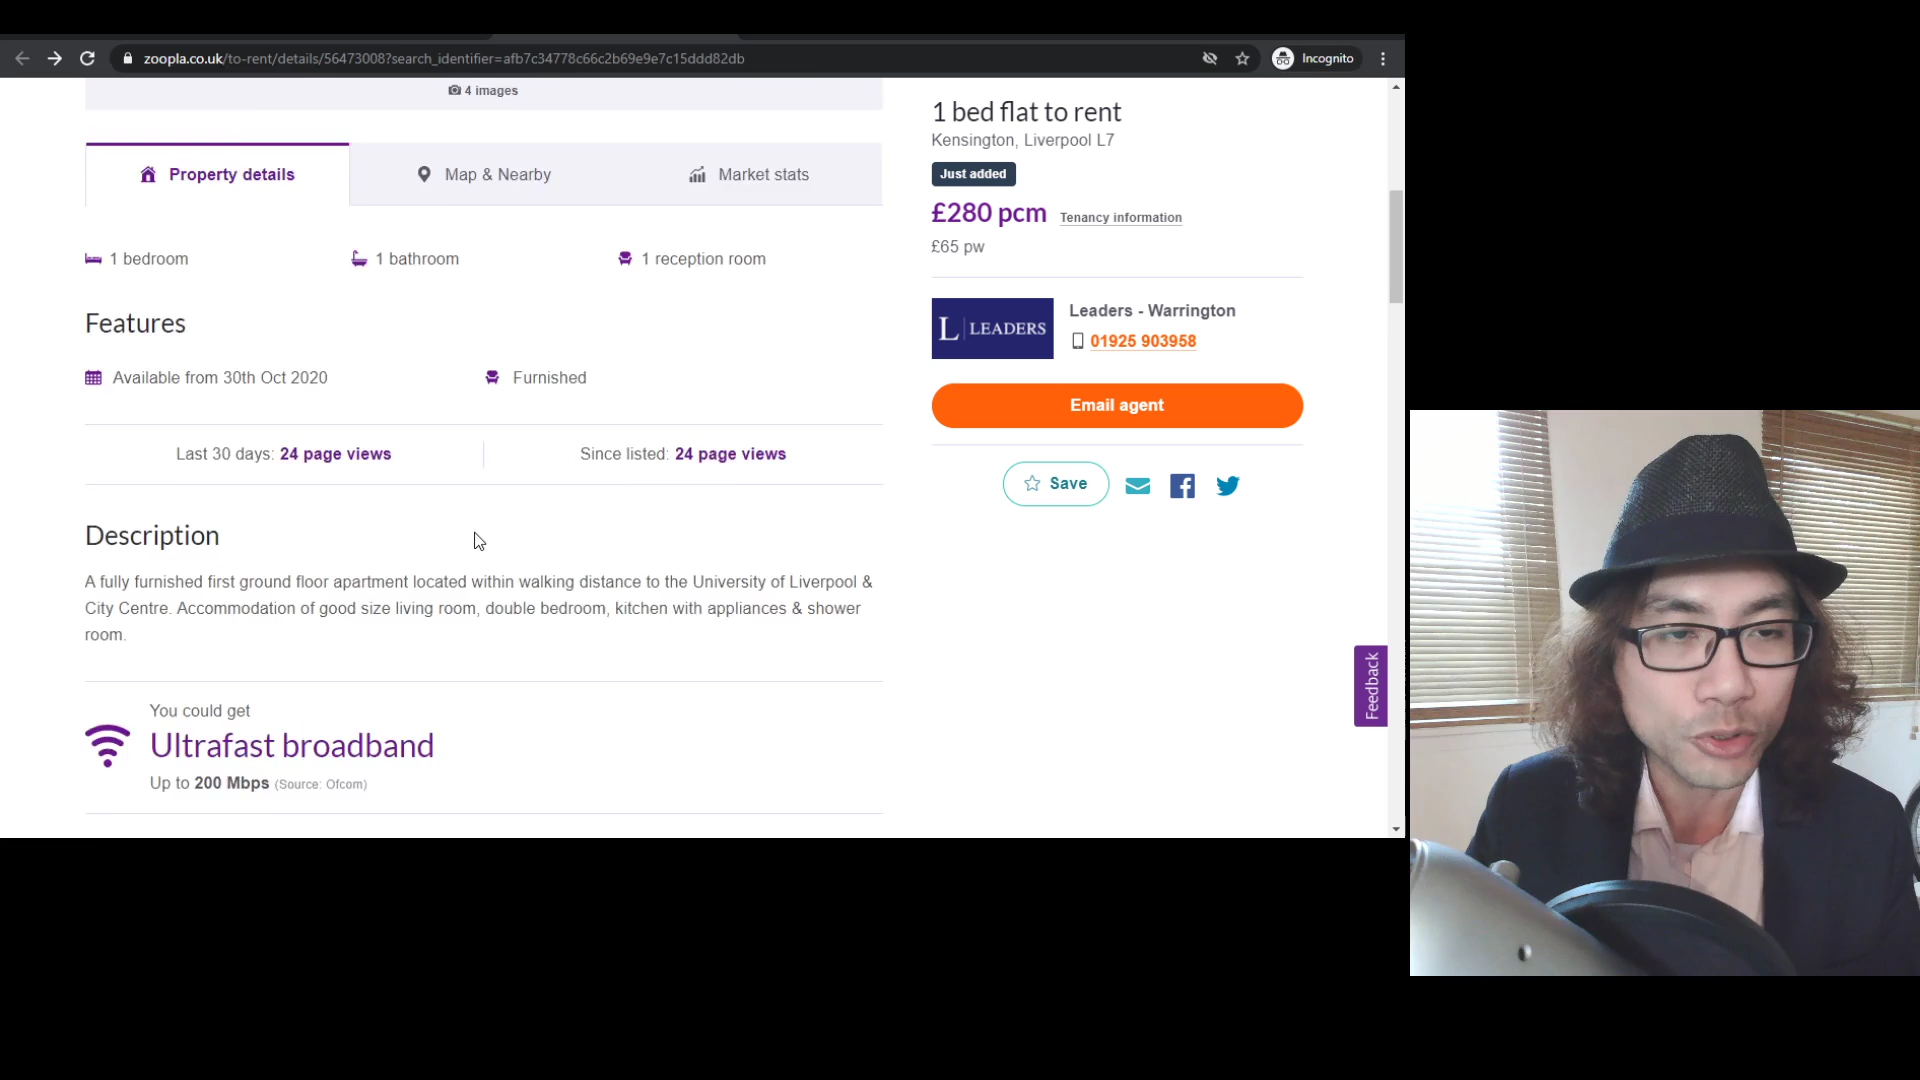 zoopla.co.uk/to-rent/details/56473008?search_identifier=afb7c34778c66c2b69e9e7c15ddd82db
Incognito
4 images
Property details
Map & Nearby
Market stats
1 bedroom
1 bathroom
1 reception room
Features
Available from 30th Oct 2020
Furnished
Last 30 days: 24 page views
Since listed: 24 page views
Description
A fully furnished first ground floor apartment located within walking distance to the University of Liverpool &
City Centre. Accommodation of good size living room, double bedroom, kitchen with appliances & shower
room.
You could get
Ultrafast broadband
Up to 200 Mbps (Source: Ofcom)
1 bed flat to rent
Kensington, Liverpool L7
Just added
£280 pcm Tenancy information
£65 pw
L LEADERS
Leaders - Warrington
01925 903958
Email agent
Save
Feedback